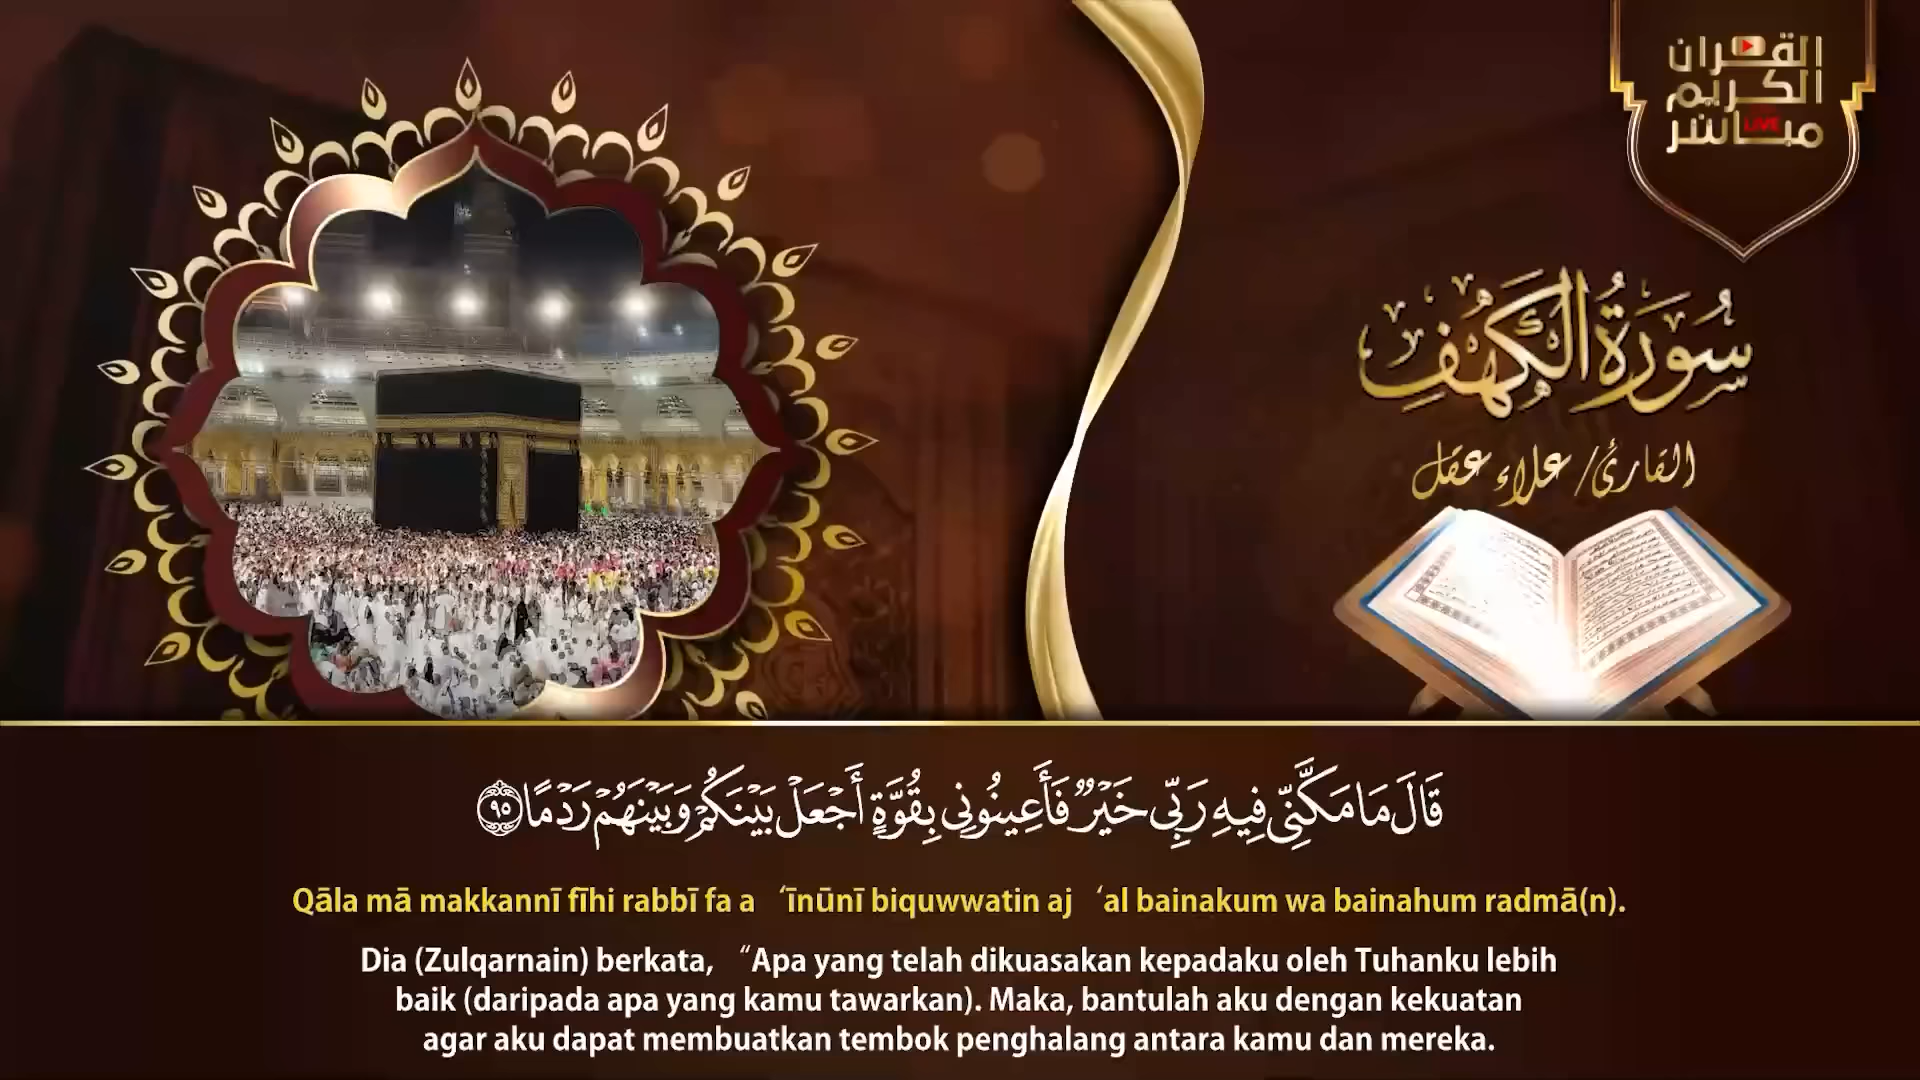 القرآن
الكريم
مباشر
LIVE
سُورَةُ الكَهْفِ
القارئ/ علاء عقل
قَالَ مَا مَكَّنِّي فِيهِ رَبِّي خَيْرٌ فَأَعِينُونِي بِقُوَّةٍ أَجْعَلْ بَيْنَكُمْ وَبَيْنَهُمْ رَدْمًا ٩٥
Qāla mā makkannī fīhi rabbī fa a ‘īnūnī biquwwatin aj ‘al bainakum wa bainahum radmā(n).
Dia (Zulqarnain) berkata, “Apa yang telah dikuasakan kepadaku oleh Tuhanku lebih
baik (daripada apa yang kamu tawarkan). Maka, bantulah aku dengan kekuatan
agar aku dapat membuatkan tembok penghalang antara kamu dan mereka.